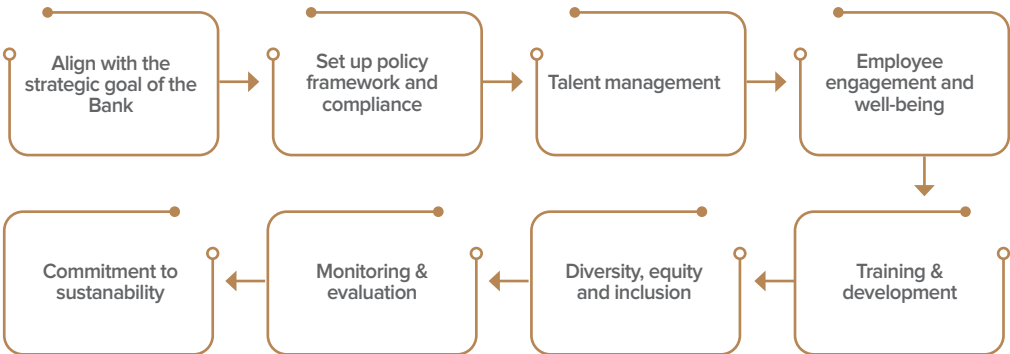 Align with the
strategic goal of the
Bank
Set up policy
framework and
compliance
Talent management
Employee
engagement and
well-being
Training &
development
Diversity, equity
and inclusion
Monitoring &
evaluation
Commitment to
sustanability